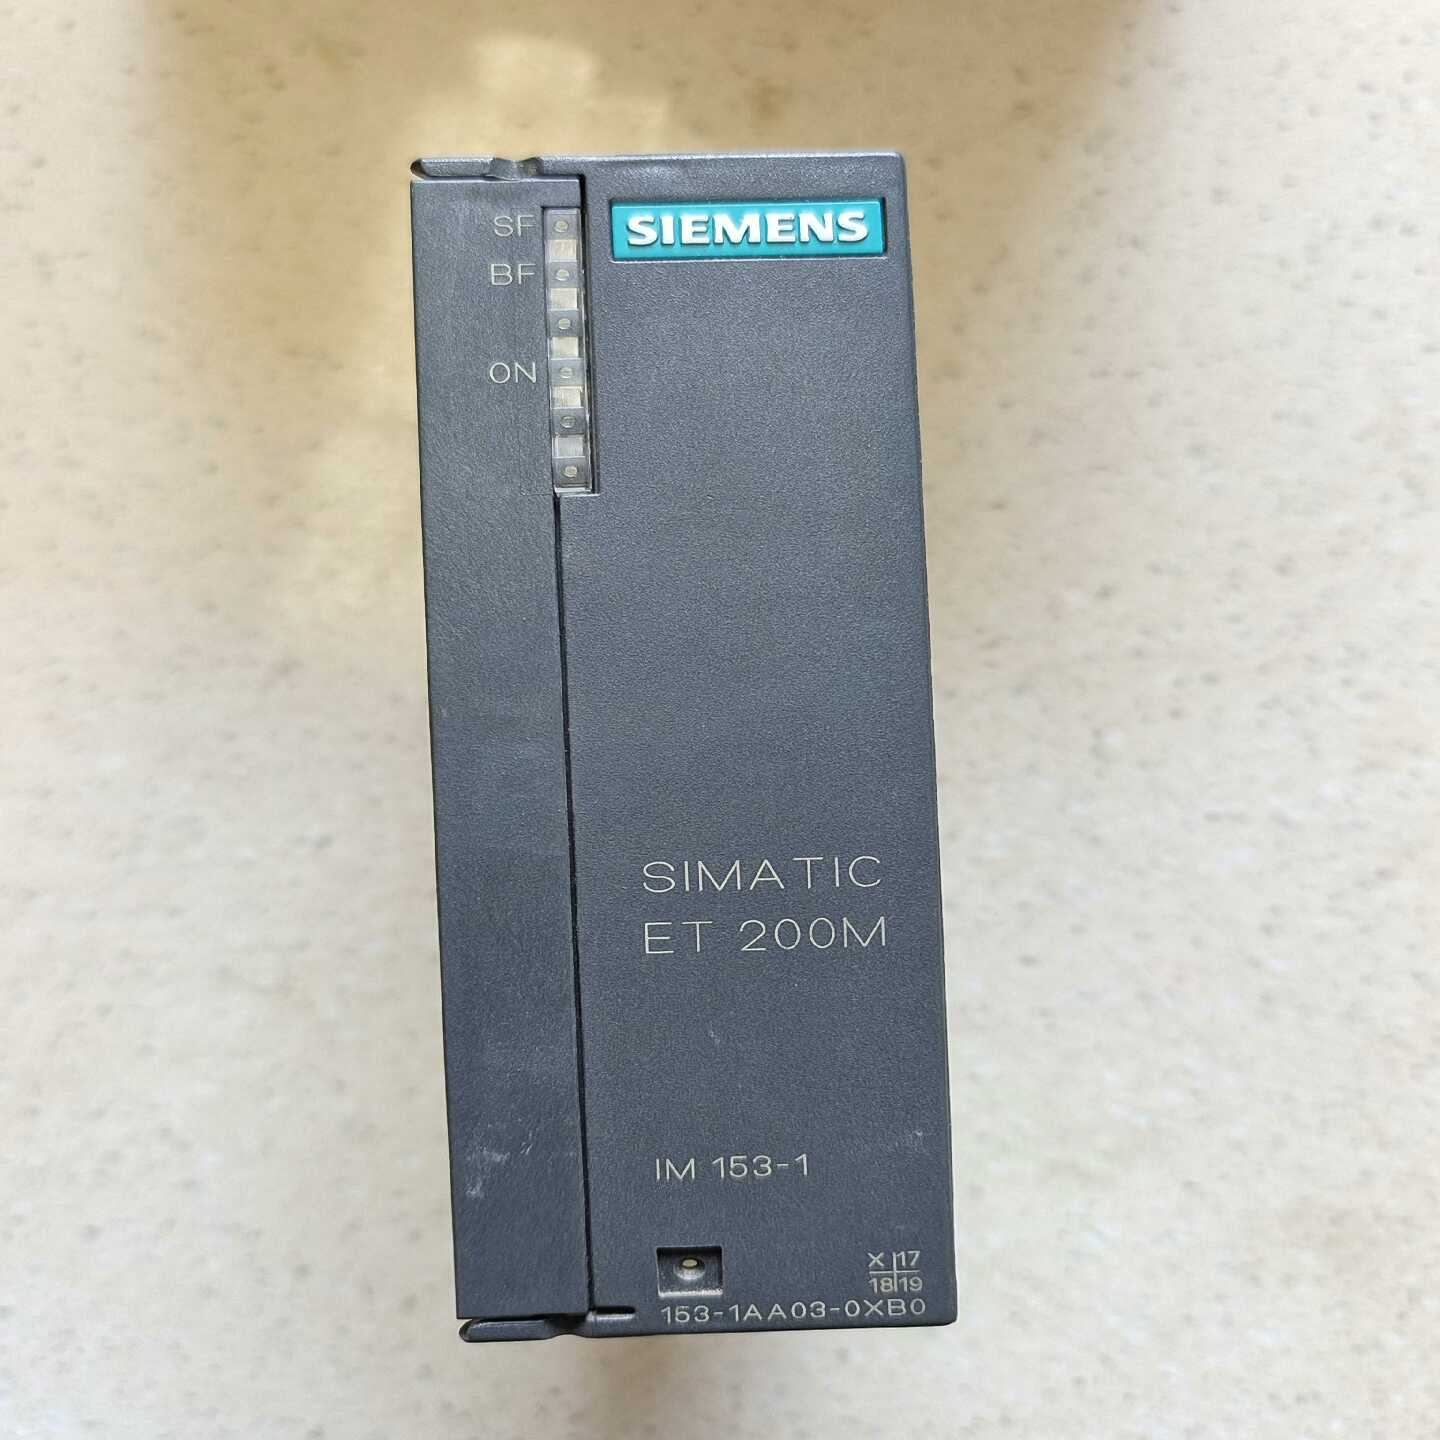 SIEMENS
SF
BF
ON
SIMATIC
ET 200M
IM 153-1
X 17
18 19
153-1AA03-0XB0